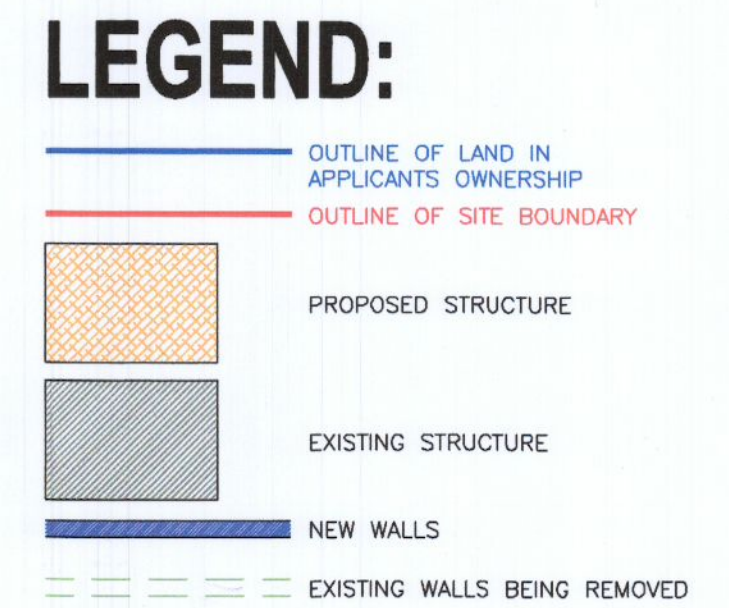 LEGEND:
OUTLINE OF LAND IN
APPLICANTS OWNERSHIP
OUTLINE OF SITE BOUNDARY
PROPOSED STRUCTURE
EXISTING STRUCTURE
NEW WALLS
EXISTING WALLS BEING REMOVED